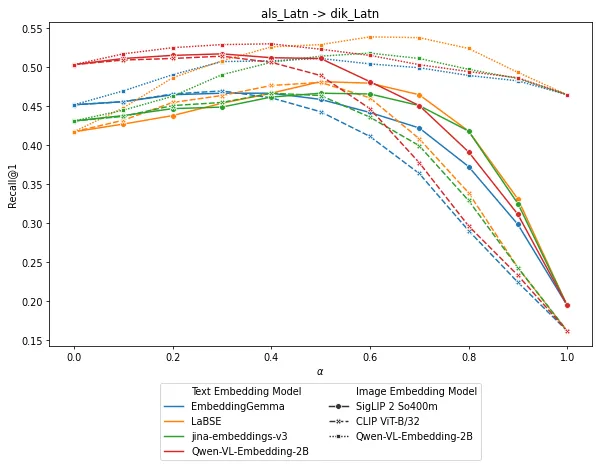 als_Latn -> dik_Latn
Recall@1
0.55
0.50
0.45
0.40
0.35
0.30
0.25
0.20
0.15
0.0 0.2 0.4 0.6 0.8 1.0
α
Text Embedding Model
EmbeddingGemma
LaBSE
jina-embeddings-v3
Qwen-VL-Embedding-2B
Image Embedding Model
SigLIP 2 So400m
CLIP ViT-B/32
Qwen-VL-Embedding-2B